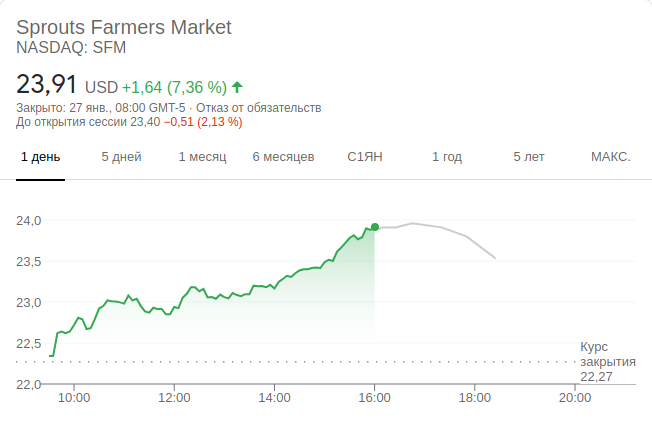 Sprouts Farmers Market
NASDAQ: SFM
23,91 USD +1,64 (7,36 %)
Закрыто: 27 янв., 08:00 GMT-5 · Отказ от обязательств
До открытия сессии 23,40 −0,51 (2,13 %)
1 день 5 дней 1 месяц 6 месяцев С1ЯН 1 год 5 лет МАКС.
24,0
23,5
23,0
22,5
Курс
закрытия
22,27
22,0
10:00 12:00 14:00 16:00 18:00 20:00